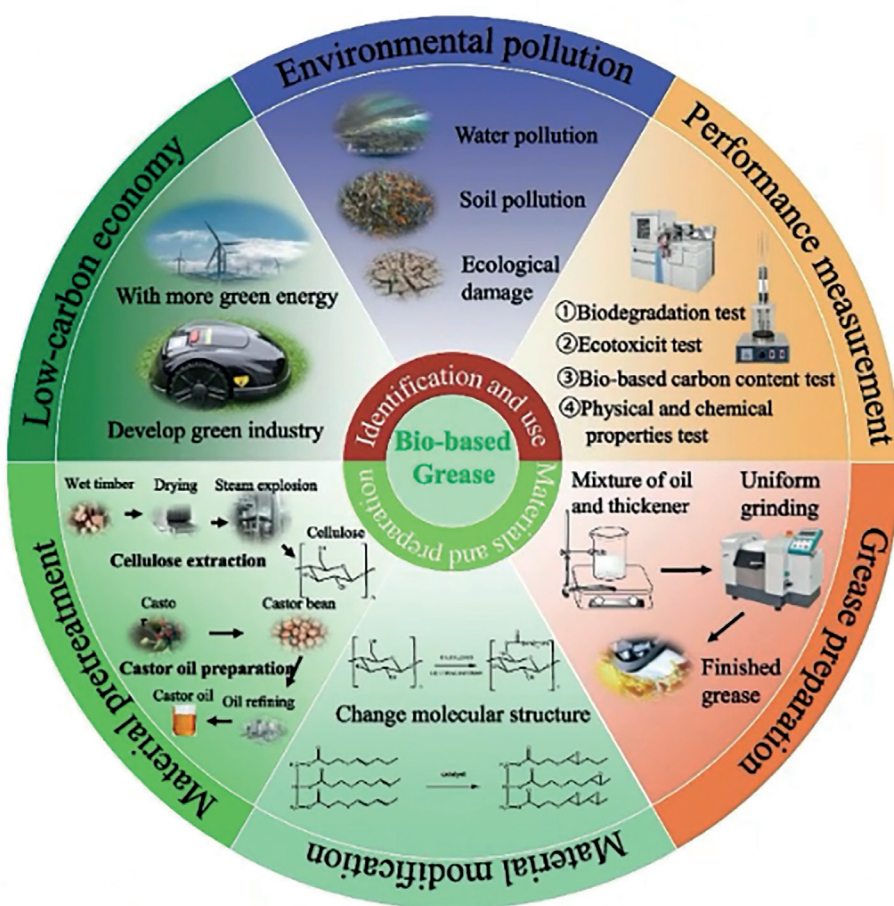 Environmental pollution
Water pollution
Soil pollution
Ecological
damage
Performance measurement
①Biodegradation test
②Ecotoxicit test
③Bio-based carbon content test
④Physical and chemical
properties test
Low-carbon economy
With more green energy
Develop green industry
Identification and use
Bio-based
Grease
Materials and preparation
Material pretreatment
Wet timber
Drying
Steam explosion
Cellulose
Cellulose extraction
Casto
Castor bean
Castor oil preparation
Castor oil
Oil refining
Material modification
Change molecular structure
catalyst
Grease preparation
Mixture of oil
and thickener
Uniform
grinding
Finished
grease